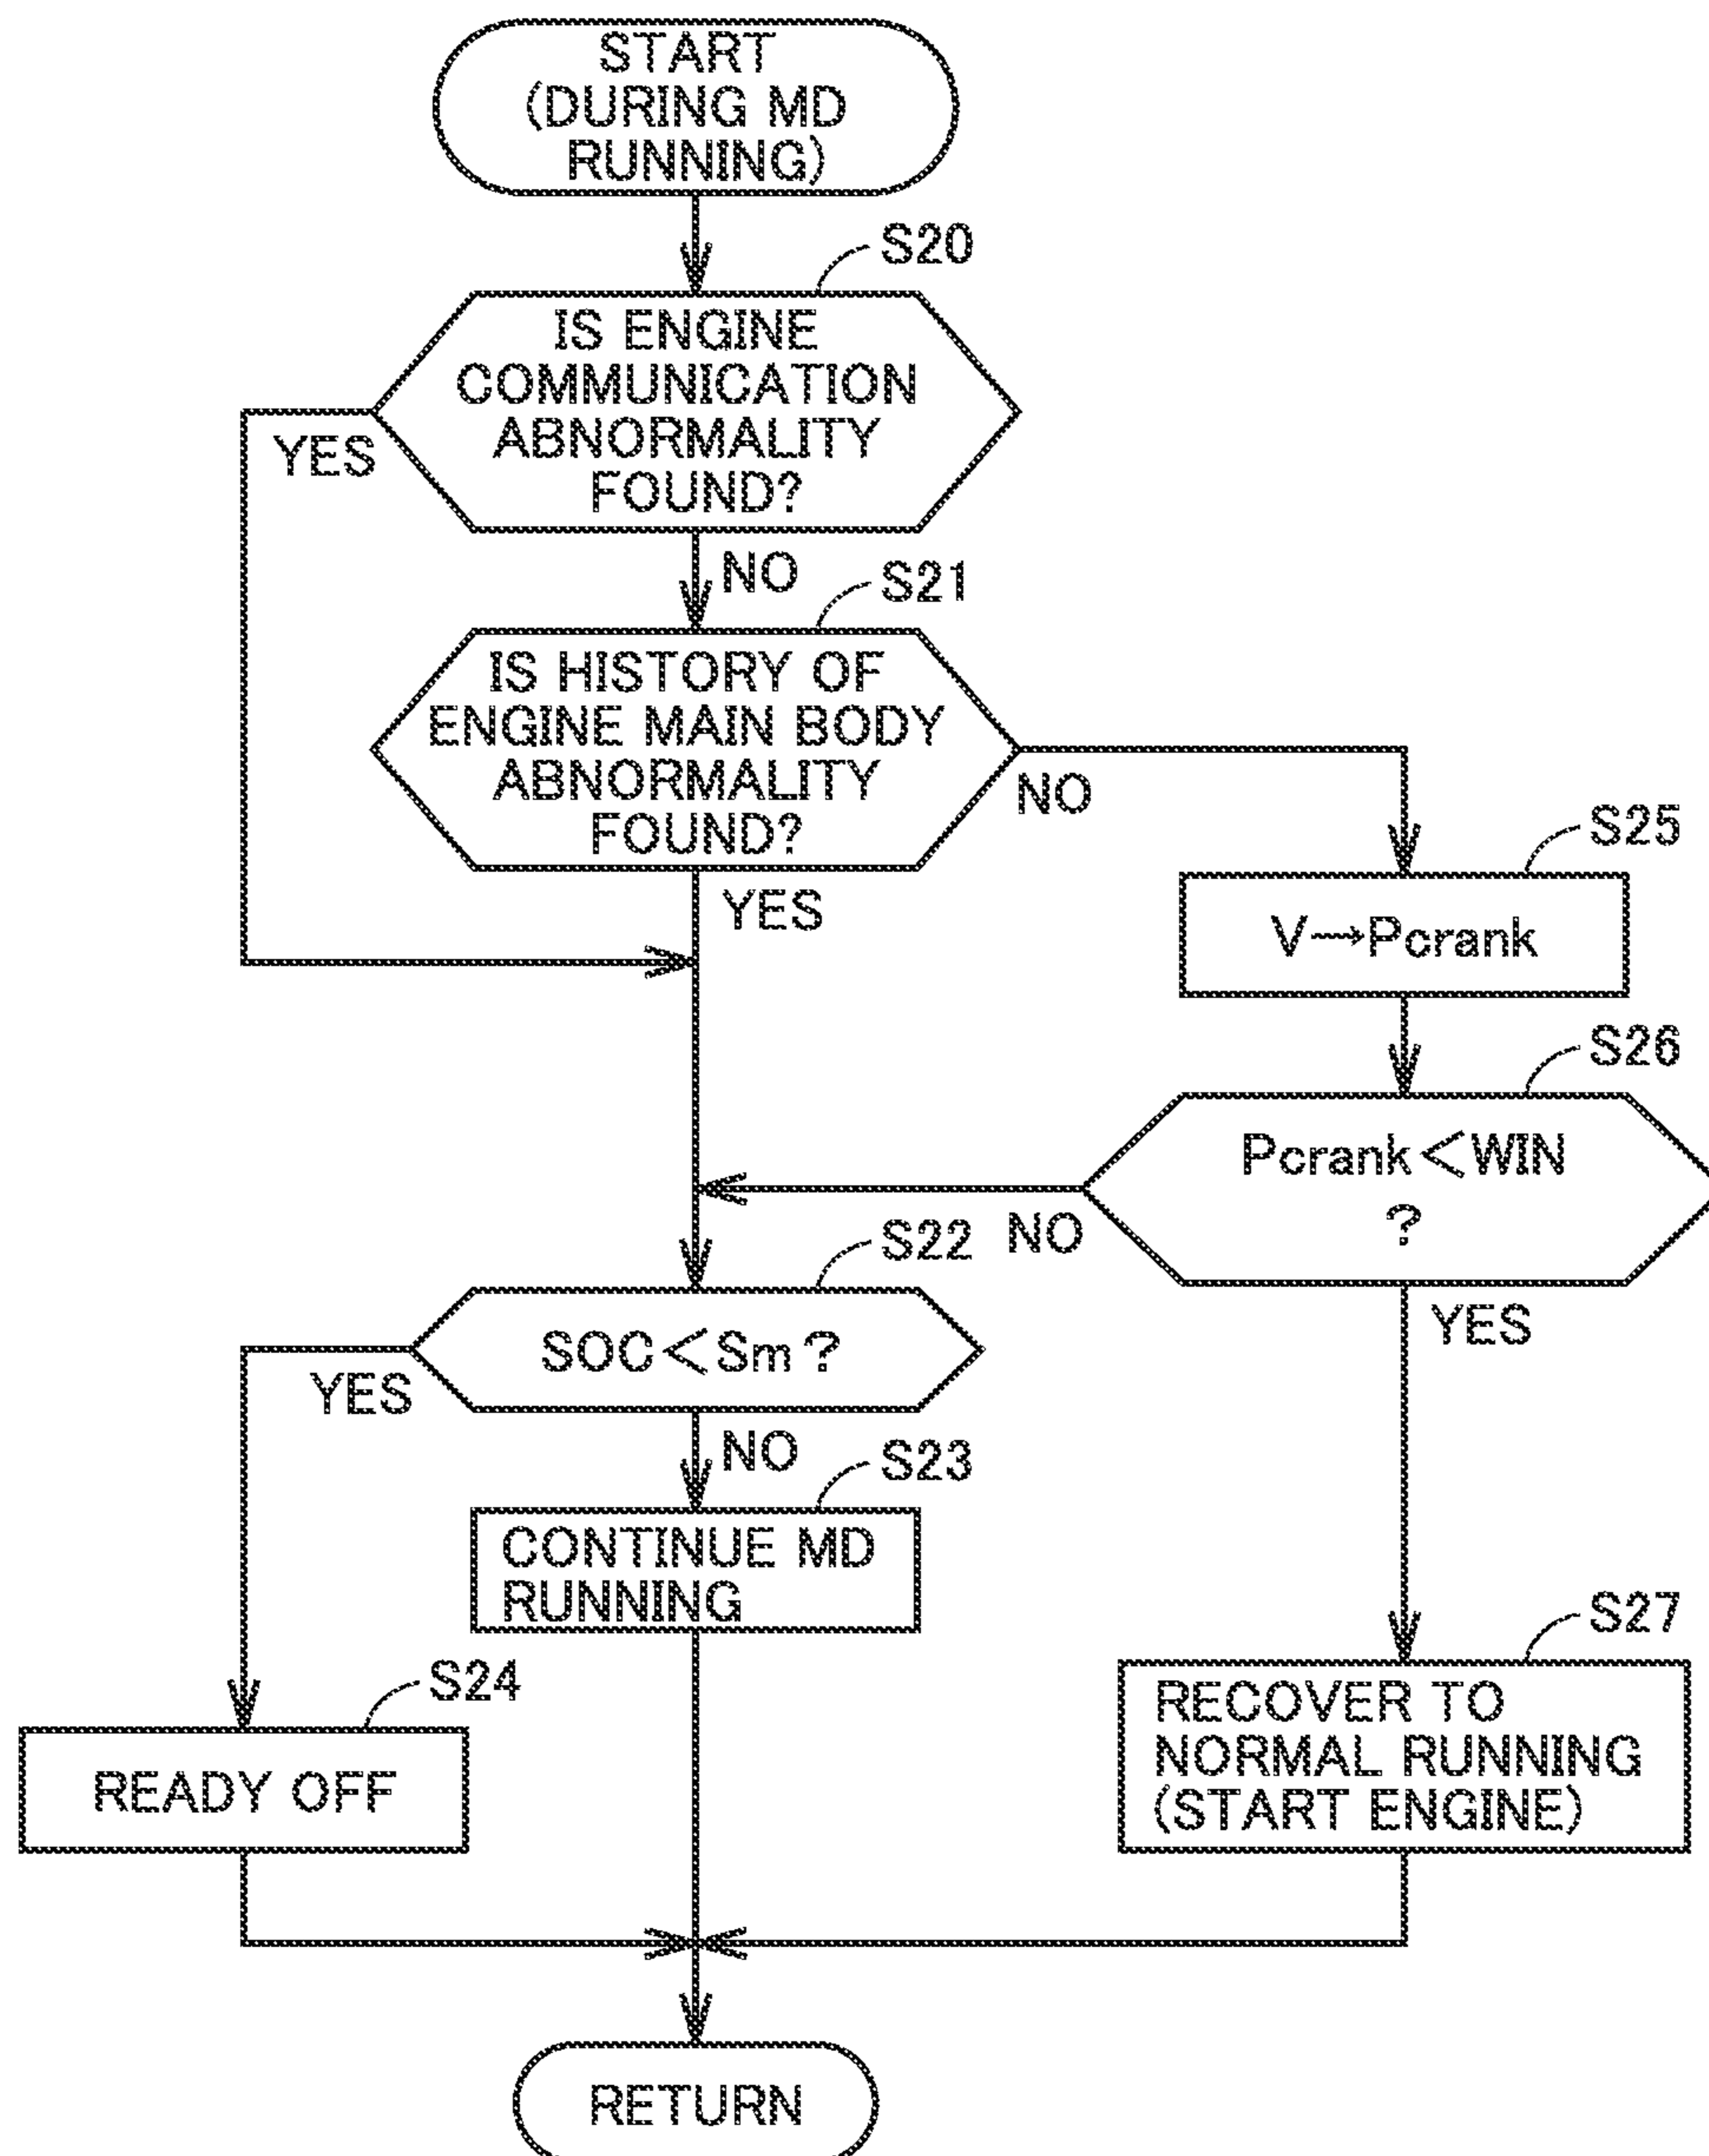 START
(DURING MD
RUNNING)
S20
IS ENGINE
COMMUNICATION
ABNORMALITY
FOUND?
YES
NO
S21
IS HISTORY OF
ENGINE MAIN BODY
ABNORMALITY
FOUND?
NO
YES
S25
V→Pcrank
S26
Pcrank<WIN
?
NO
YES
S22
SOC<Sm?
YES
NO
S23
CONTINUE MD
RUNNING
S24
READY OFF
S27
RECOVER TO
NORMAL RUNNING
(START ENGINE)
RETURN